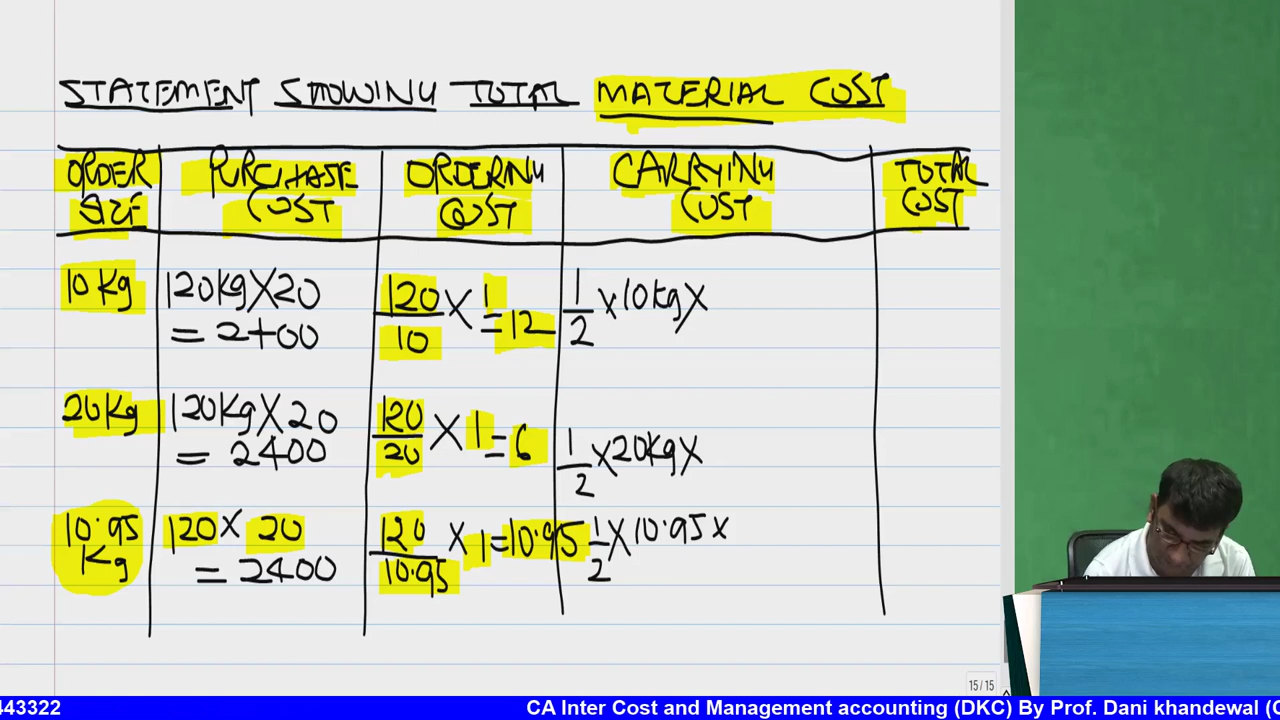 STATEMENT SHOWING TOTAL MATERIAL COST
ORDER SIZE PURCHASE COST ORDERING COST CARRYING COST TOTAL COST
10 Kg 120Kg X 20 = 2400 120/10 X 1 = 12 1/2 x 10kg X
20Kg 120Kg X 20 = 2400 120/20 X 1 = 6 1/2 X 20kg X
10.95 Kg 120 X 20 = 2400 120/10.95 X 1 = 10.95 1/2 X 10.95 X
15/15
443322 CA Inter Cost and Management accounting (DKC) By Prof. Dani khandewal (C